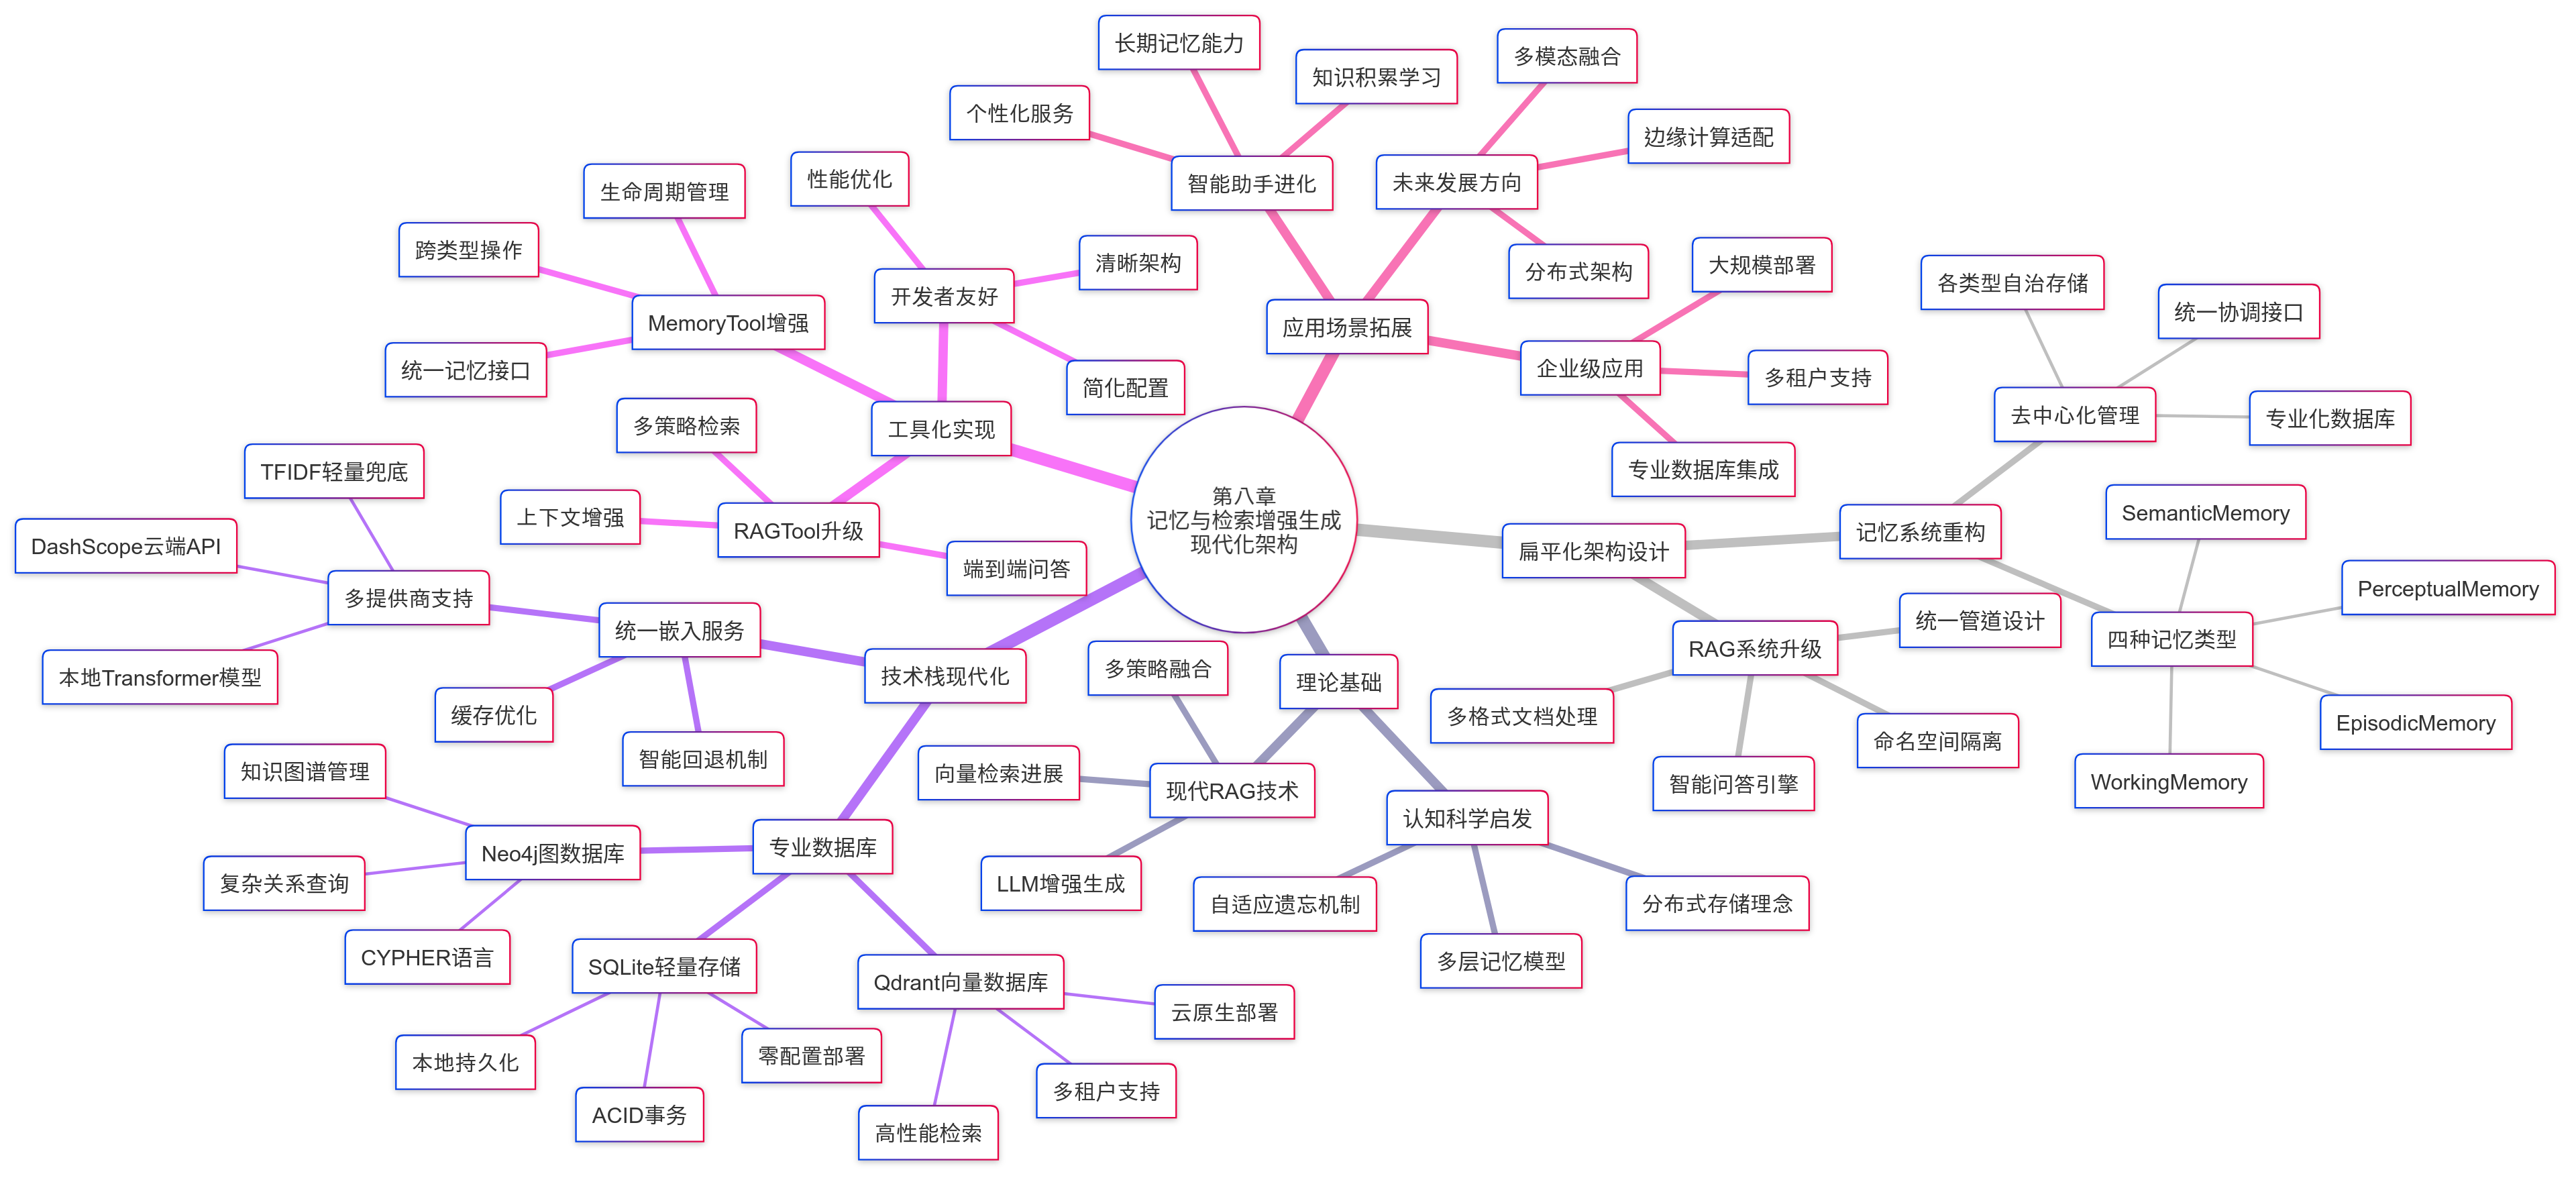 第八章
记忆与检索增强生成
现代化架构
应用场景拓展
智能助手进化
个性化服务
长期记忆能力
知识积累学习
未来发展方向
多模态融合
边缘计算适配
分布式架构
企业级应用
大规模部署
多租户支持
专业数据库集成
扁平化架构设计
记忆系统重构
去中心化管理
各类型自治存储
统一协调接口
专业化数据库
四种记忆类型
SemanticMemory
PerceptualMemory
EpisodicMemory
WorkingMemory
RAG系统升级
统一管道设计
多格式文档处理
智能问答引擎
命名空间隔离
理论基础
现代RAG技术
多策略融合
向量检索进展
LLM增强生成
认知科学启发
自适应遗忘机制
多层记忆模型
分布式存储理念
技术栈现代化
统一嵌入服务
多提供商支持
TFIDF轻量兜底
DashScope云端API
本地Transformer模型
缓存优化
智能回退机制
专业数据库
Neo4j图数据库
知识图谱管理
复杂关系查询
CYPHER语言
SQLite轻量存储
本地持久化
ACID事务
零配置部署
Qdrant向量数据库
云原生部署
多租户支持
高性能检索
工具化实现
MemoryTool增强
生命周期管理
跨类型操作
统一记忆接口
开发者友好
性能优化
清晰架构
简化配置
RAGTool升级
多策略检索
上下文增强
端到端问答